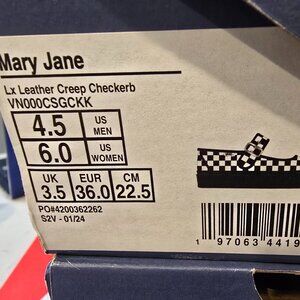 Mary Jane
Lx Leather Creep Checkerb
VN000CSGCKK
4.5 US MEN
6.0 US WOMEN
UK EUR CM
3.5 36.0 22.5
PO#4200362262
S2V - 01/24
1 97063 4419